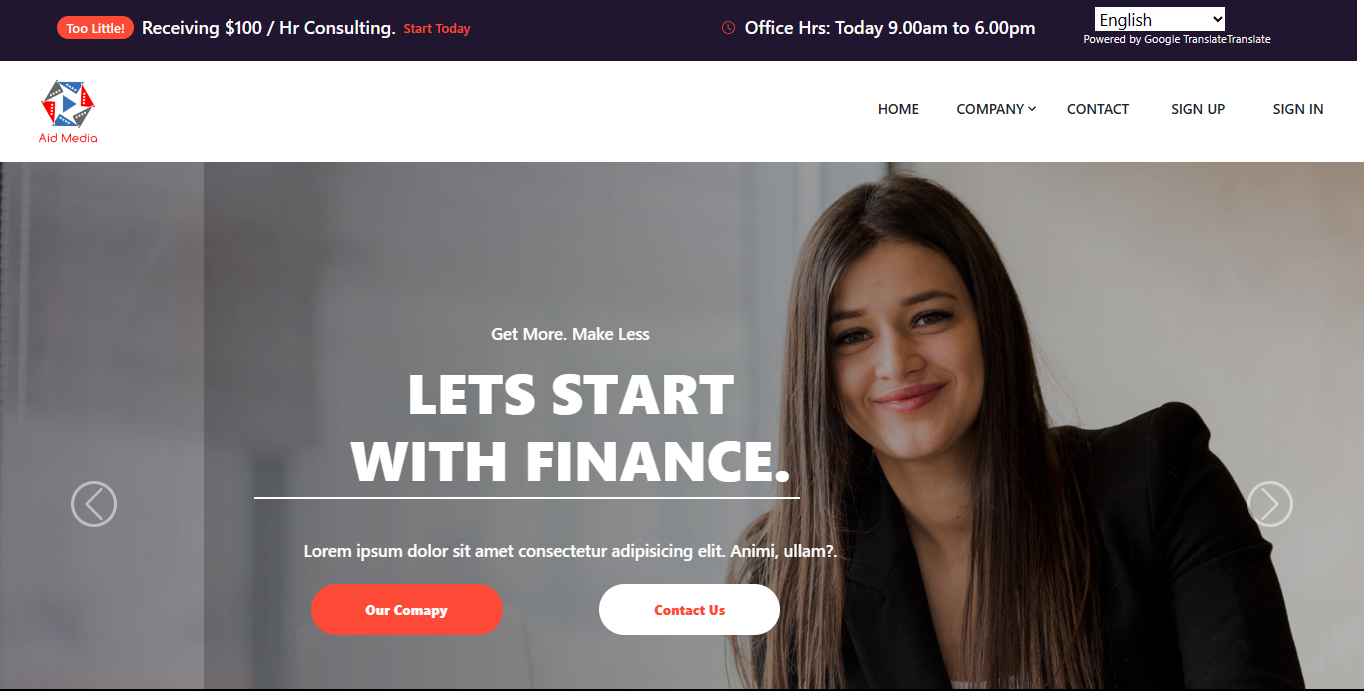 Too Little! Receiving $100 / Hr Consulting. Start Today
Office Hrs: Today 9.00am to 6.00pm
English
Powered by Google TranslateTranslate
Aid Media
HOME COMPANY CONTACT SIGN UP SIGN IN
Get More. Make Less
LETS START
WITH FINANCE.
Lorem ipsum dolor sit amet consectetur adipisicing elit. Animi, ullam?.
Our Comapy
Contact Us